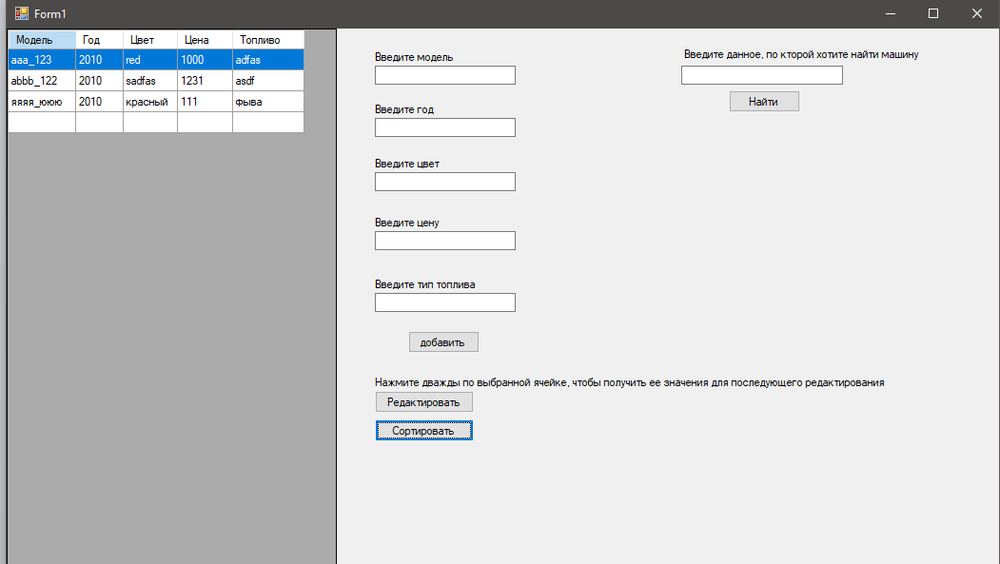 Form1
Модель Год Цвет Цена Топливо
aaa_123 2010 red 1000 adfas
abbb_122 2010 sadfas 1231 asdf
яяяя_ююю 2010 красный 111 фыва
Введите модель
Введите год
Введите цвет
Введите цену
Введите тип топлива
добавить
Нажмите дважды по выбранной ячейке, чтобы получить ее значения для последующего редактирования
Редактировать
Сортировать
Введите данное, по кторой хотите найти машину
Найти